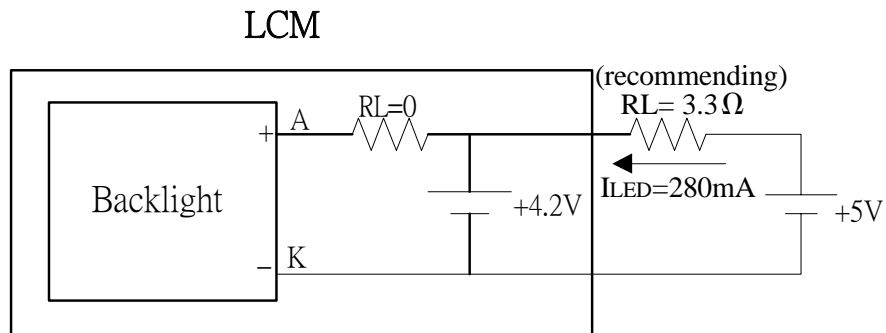 LCM
(recommending)
A
RL=0
RL= 3.3Ω
+
ILED=280mA
Backlight
+4.2V
+5V
−
K